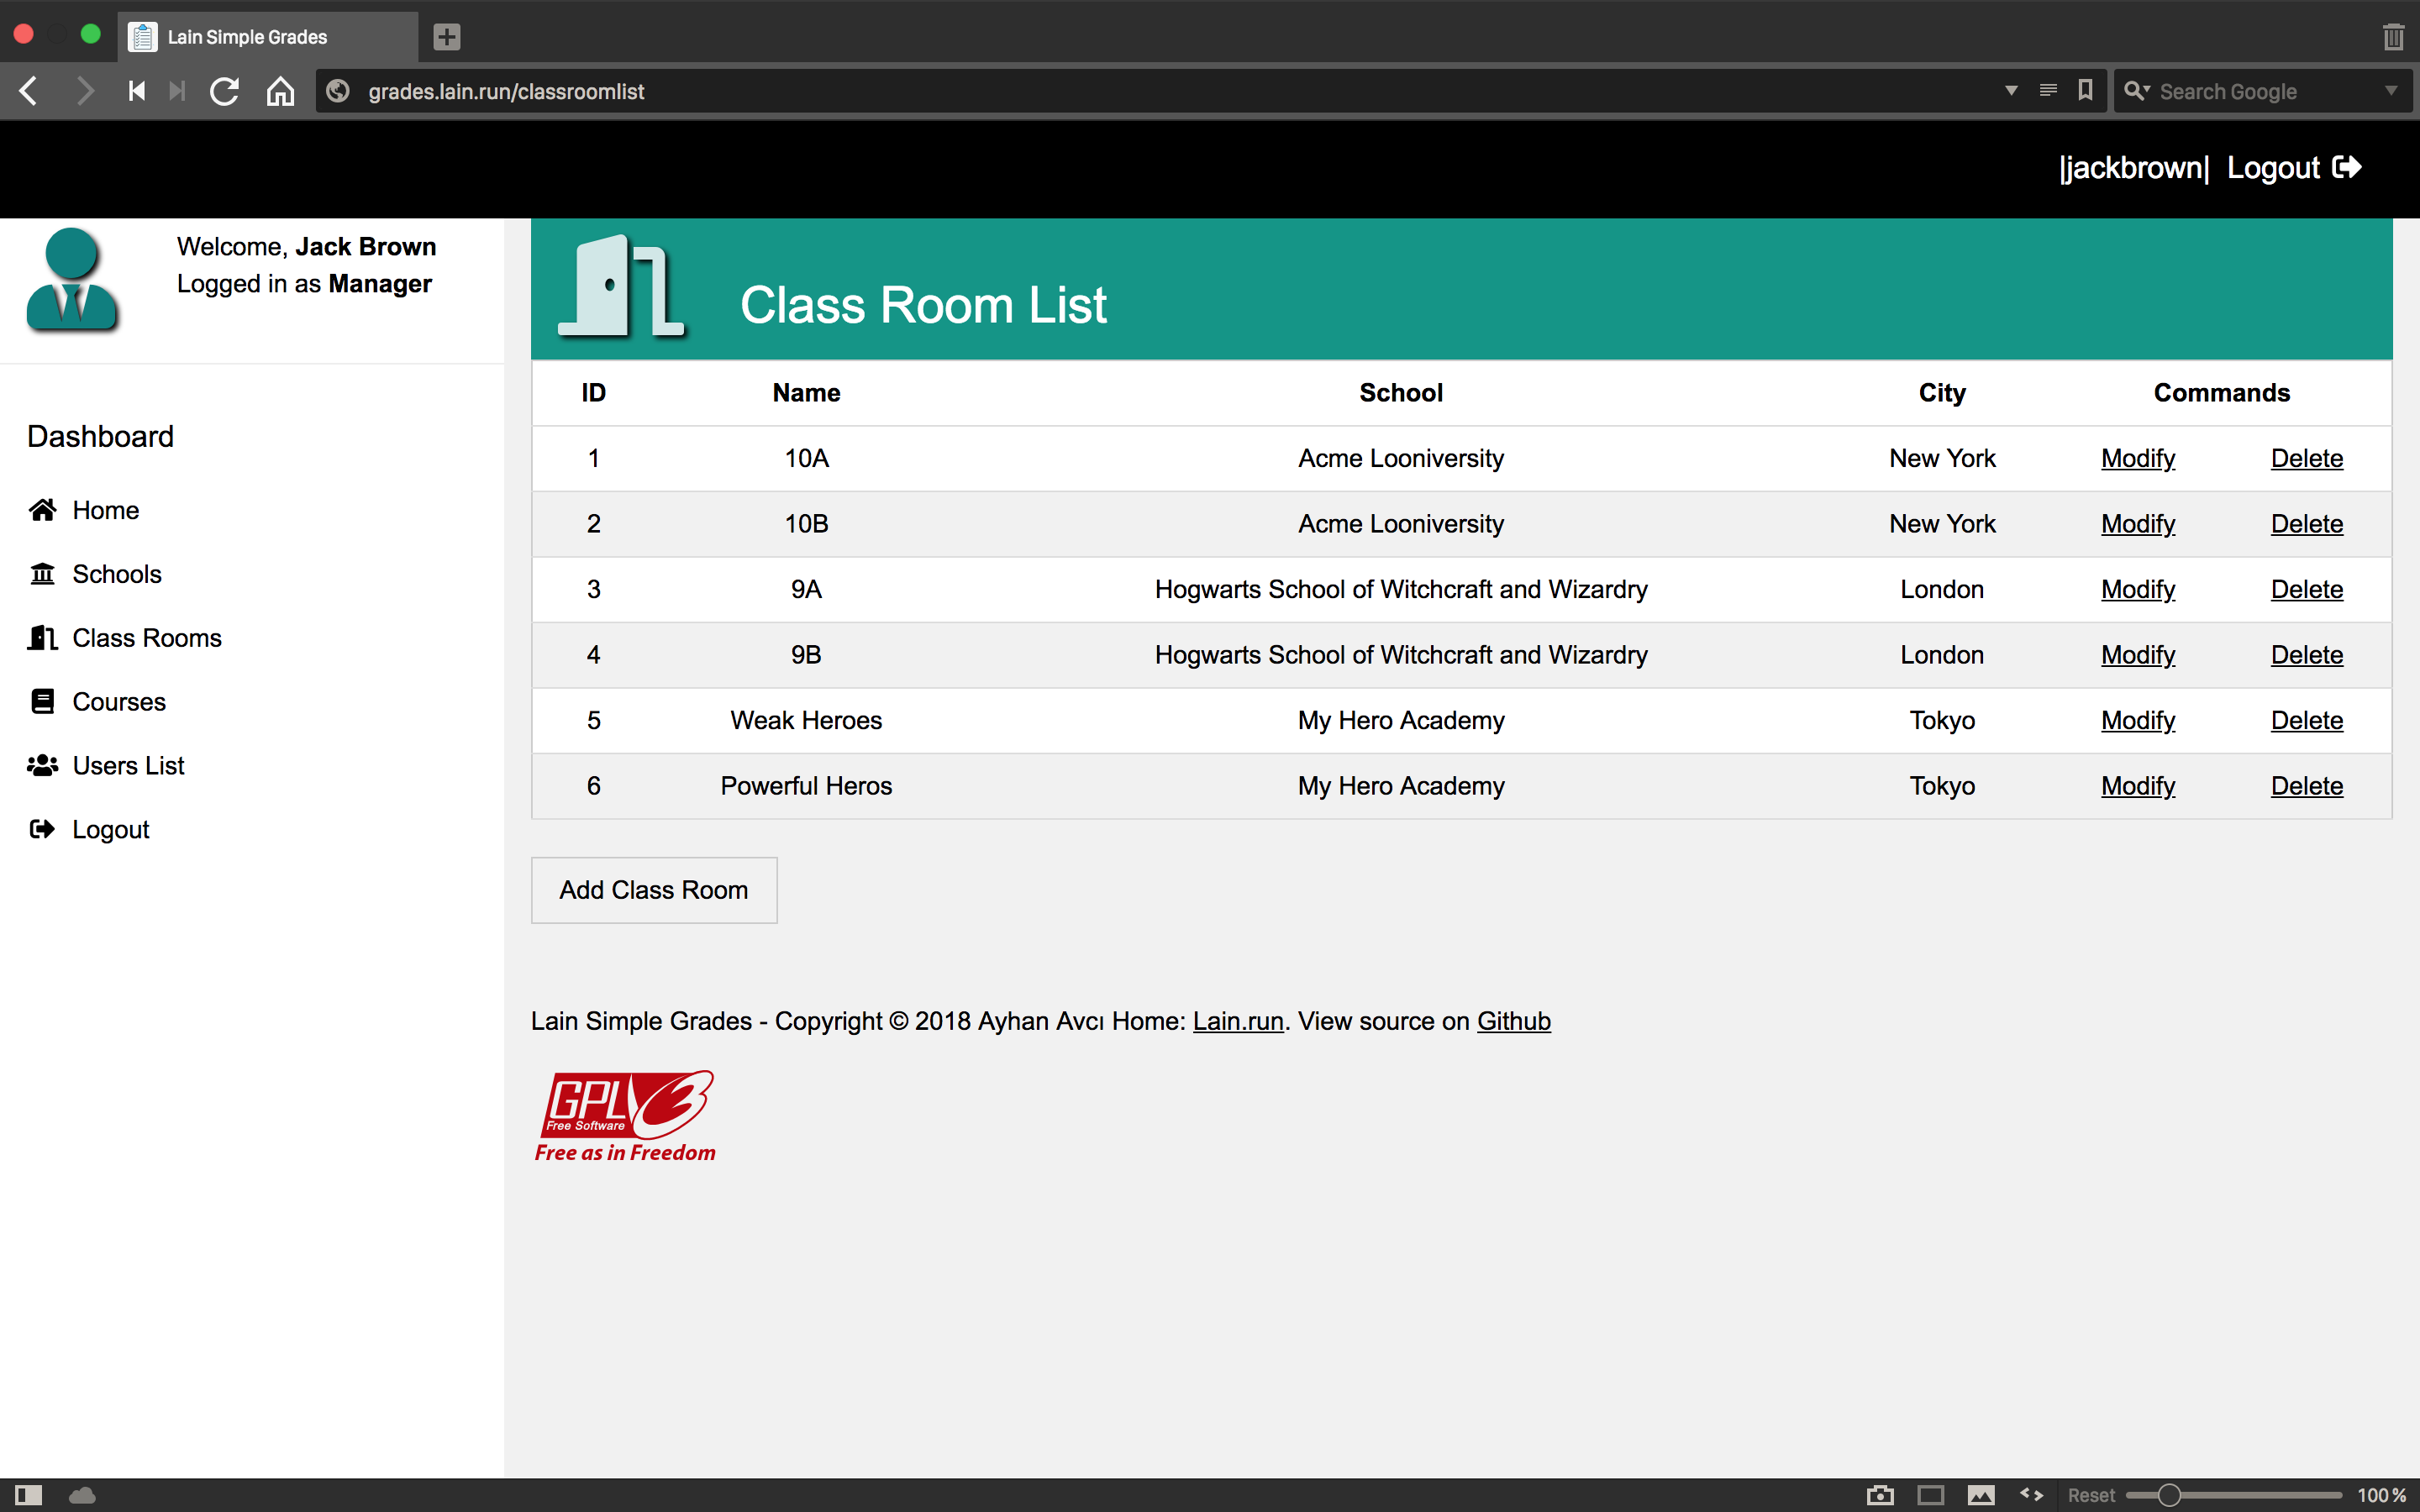 Lain Simple Grades
grades.lain.run/classroomlist
Search Google
|jackbrown| Logout
Welcome, Jack Brown
Logged in as Manager
Dashboard
Home
Schools
Class Rooms
Courses
Users List
Logout
Class Room List
ID Name School City Commands
1 10A Acme Looniversity New York Modify Delete
2 10B Acme Looniversity New York Modify Delete
3 9A Hogwarts School of Witchcraft and Wizardry London Modify Delete
4 9B Hogwarts School of Witchcraft and Wizardry London Modify Delete
5 Weak Heroes My Hero Academy Tokyo Modify Delete
6 Powerful Heros My Hero Academy Tokyo Modify Delete
Add Class Room
Lain Simple Grades - Copyright © 2018 Ayhan Avcı Home: Lain.run. View source on Github
GPLv3
Free Software
Free as in Freedom
Reset 100 %